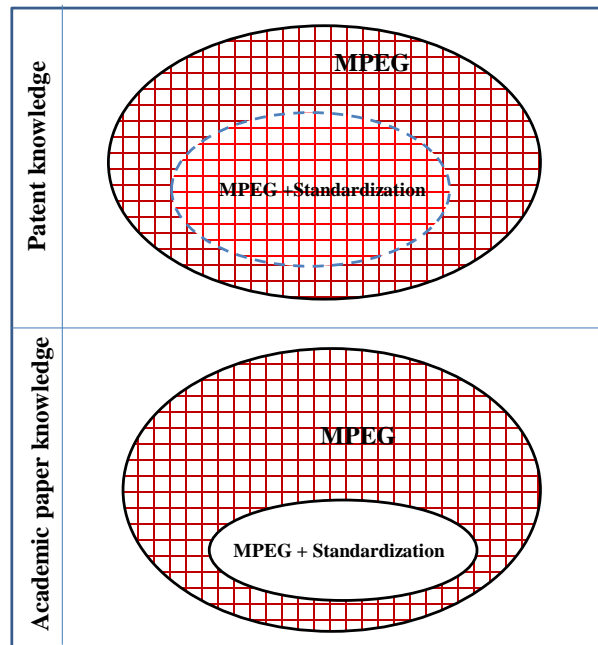 Patent knowledge
MPEG
MPEG +Standardization
Academic paper knowledge
MPEG
MPEG + Standardization